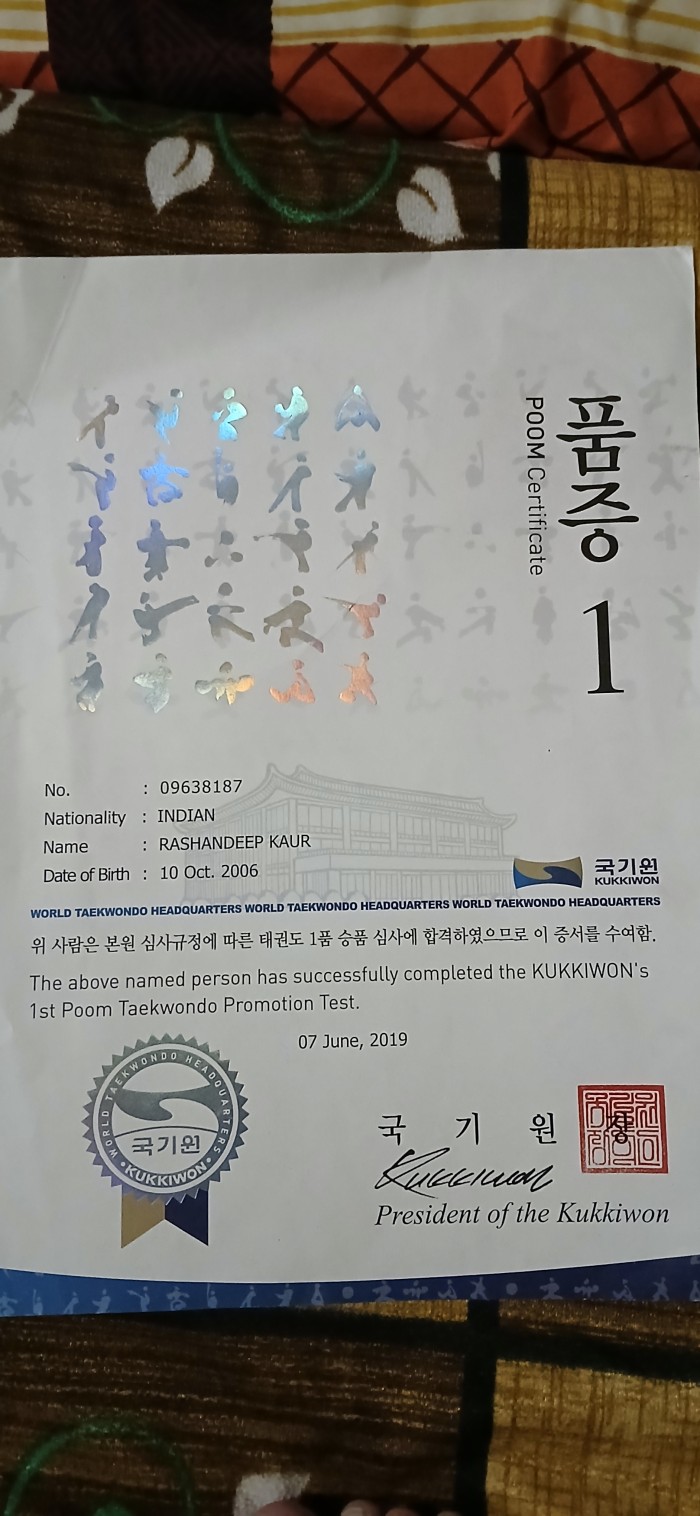 품증 1
POOM Certificate
No. : 09638187
Nationality : INDIAN
Name : RASHANDEEP KAUR
Date of Birth : 10 Oct. 2006
국기원
KUKKIWON
WORLD TAEKWONDO HEADQUARTERS WORLD TAEKWONDO HEADQUARTERS WORLD TAEKWONDO HEADQUARTERS
위 사람은 본원 심사규정에 따른 태권도 1품 승품 심사에 합격하였으므로 이 증서를 수여함.
The above named person has successfully completed the KUKKIWON's
1st Poom Taekwondo Promotion Test.
07 June, 2019
WORLD TAEKWONDO HEADQUARTERS
국기원
• KUKKIWON •
국 기 원 장
Kukkiwon
President of the Kukkiwon